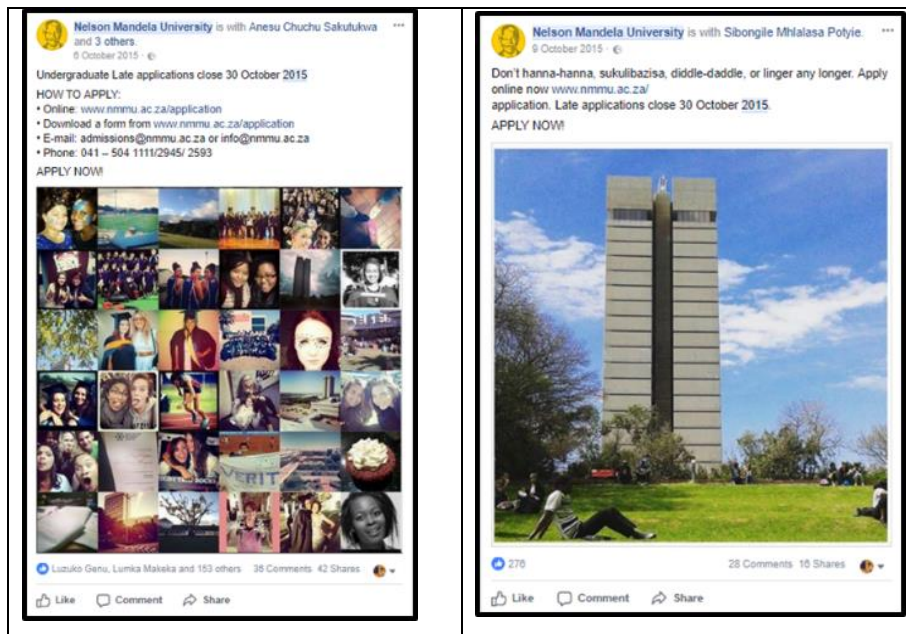 Nelson Mandela University is with Anesu Chuchu Sakutukwa
and 3 others.
6 October 2015
Undergraduate Late applications close 30 October 2015
HOW TO APPLY:
• Online: www.nmmu.ac.za/application
• Download a form from www.nmmu.ac.za/application
• E-mail: admissions@nmmu.ac.za or info@nmmu.ac.za
• Phone: 041 – 504 1111/2945/ 2593
APPLY NOW!
VERIT
Luzuko Genu, Lumka Makeka and 153 others 36 Comments 42 Shares
Like Comment Share
Nelson Mandela University is with Sibongile Mhlalasa Potyie.
9 October 2015
Don't hanna-hanna, sukulibazisa, diddle-daddle, or linger any longer. Apply
online now www.nmmu.ac.za/
application. Late applications close 30 October 2015.
APPLY NOW!
276 28 Comments 16 Shares
Like Comment Share